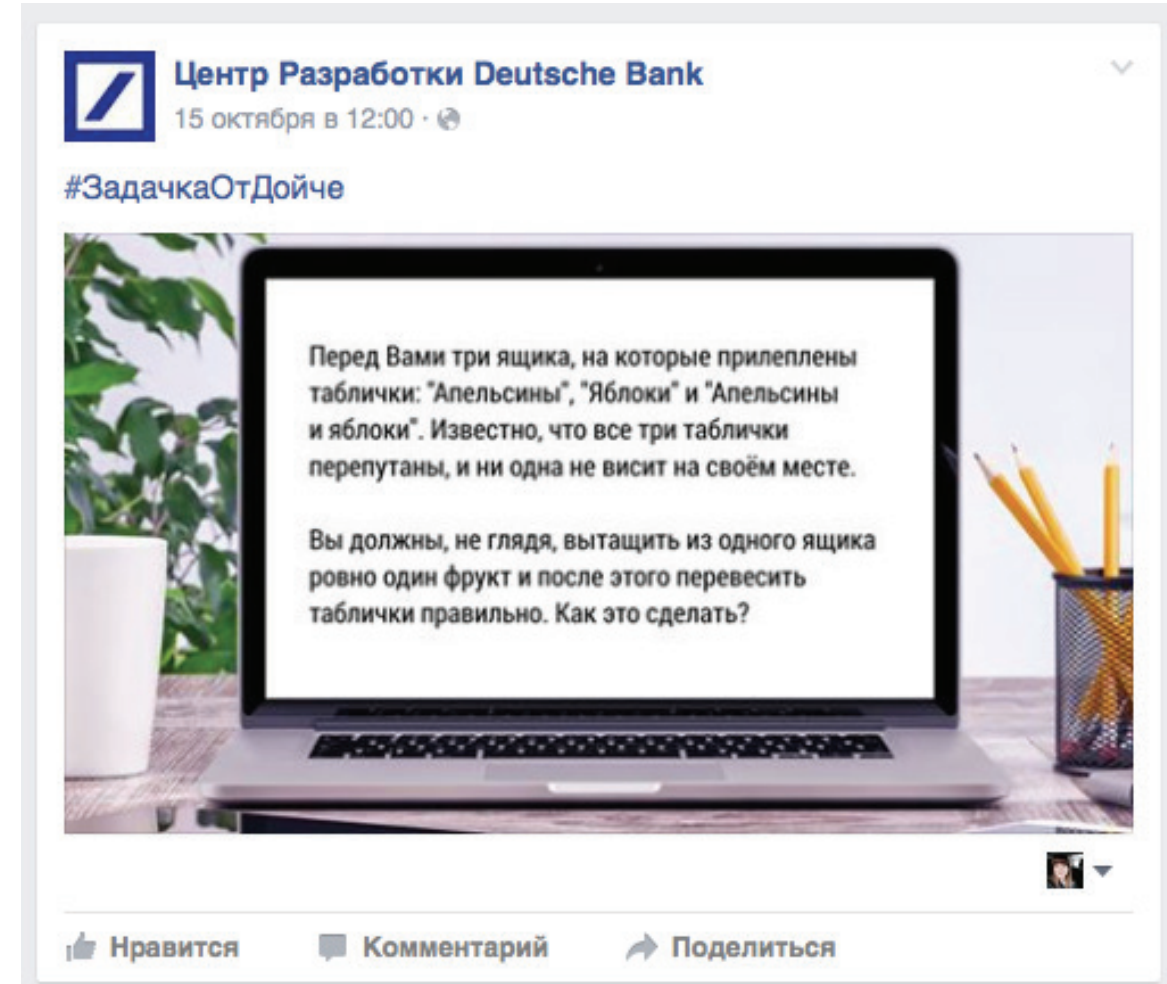 Центр Разработки Deutsche Bank
15 октября в 12:00 ·
#ЗадачкаОтДойче
Перед Вами три ящика, на которые прилеплены
таблички: "Апельсины", "Яблоки" и "Апельсины
и яблоки". Известно, что все три таблички
перепутаны, и ни одна не висит на своём месте.
Вы должны, не глядя, вытащить из одного ящика
ровно один фрукт и после этого перевесить
таблички правильно. Как это сделать?
Нравится Комментарий Поделиться